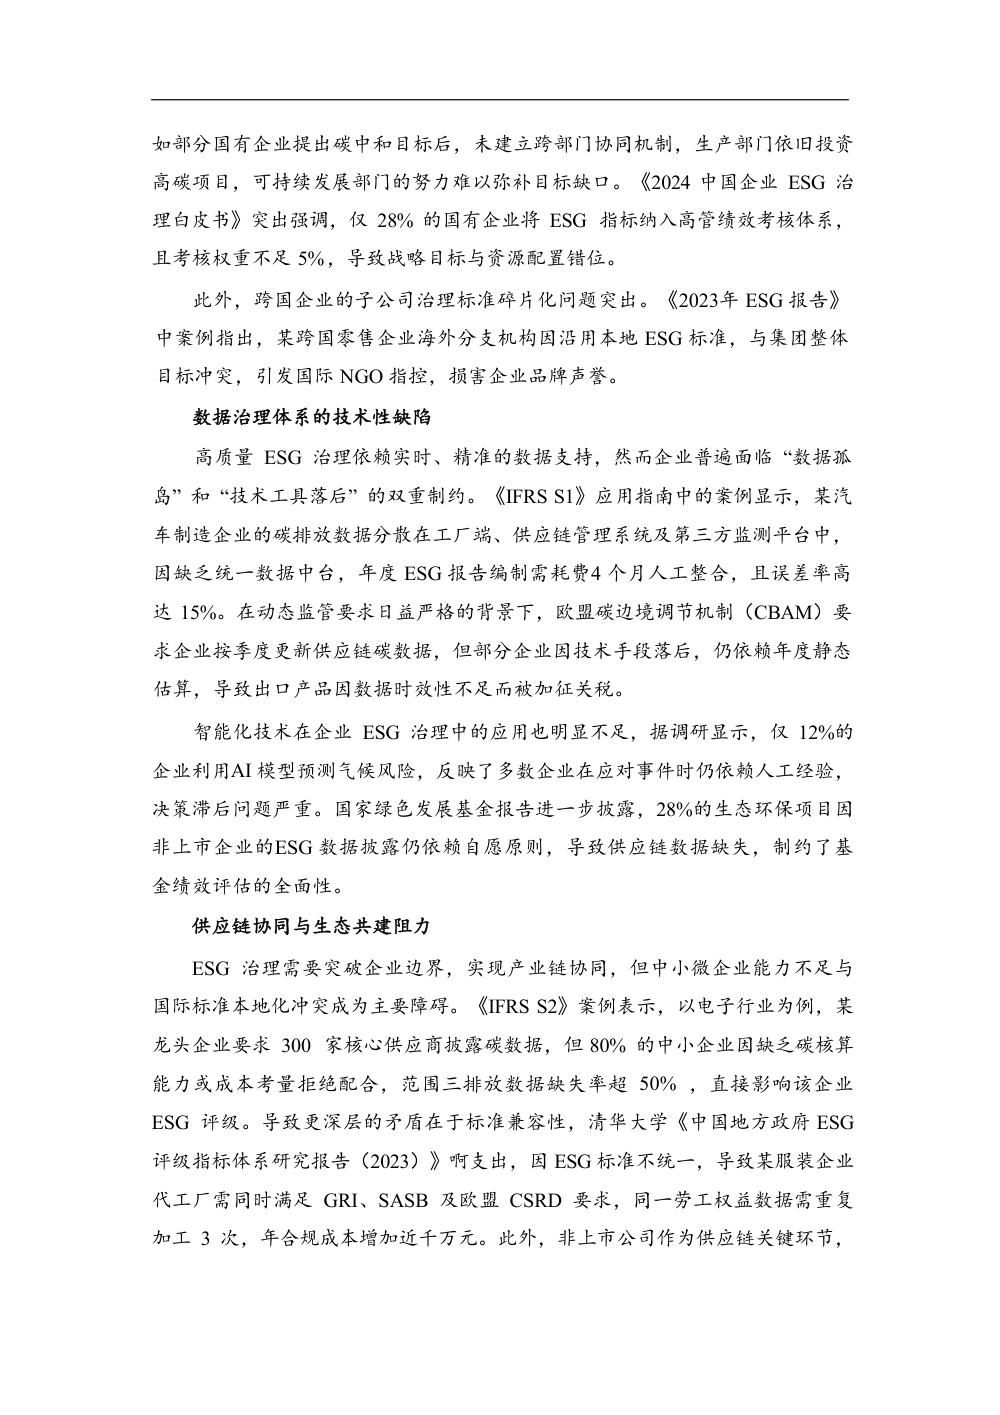 如部分国有企业提出碳中和目标后，未建立跨部门协同机制，生产部门依旧投资
高碳项目，可持续发展部门的努力难以弥补目标缺口。《2024 中国企业 ESG 治
理白皮书》突出强调，仅 28% 的国有企业将 ESG 指标纳入高管绩效考核体系，
且考核权重不足 5%，导致战略目标与资源配置错位。
此外，跨国企业的子公司治理标准碎片化问题突出。《2023年 ESG 报告》
中案例指出，某跨国零售企业海外分支机构因沿用本地 ESG 标准，与集团整体
目标冲突，引发国际 NGO 指控，损害企业品牌声誉。
数据治理体系的技术性缺陷
高质量 ESG 治理依赖实时、精准的数据支持，然而企业普遍面临 “数据孤
岛” 和 “技术工具落后” 的双重制约。《IFRS S1》应用指南中的案例显示，某汽
车制造企业的碳排放数据分散在工厂端、供应链管理系统及第三方监测平台中，
因缺乏统一数据中台，年度 ESG 报告编制需耗费4 个月人工整合，且误差率高
达 15%。在动态监管要求日益严格的背景下，欧盟碳边境调节机制（CBAM）要
求企业按季度更新供应链碳数据，但部分企业因技术手段落后，仍依赖年度静态
估算，导致出口产品因数据时效性不足而被加征关税。
智能化技术在企业 ESG 治理中的应用也明显不足，据调研显示，仅 12%的
企业利用AI 模型预测气候风险，反映了多数企业在应对事件时仍依赖人工经验，
决策滞后问题严重。国家绿色发展基金报告进一步披露，28%的生态环保项目因
非上市企业的ESG 数据披露仍依赖自愿原则，导致供应链数据缺失，制约了基
金绩效评估的全面性。
供应链协同与生态共建阻力
ESG 治理需要突破企业边界，实现产业链协同，但中小微企业能力不足与
国际标准本地化冲突成为主要障碍。《IFRS S2》案例表示，以电子行业为例，某
龙头企业要求 300 家核心供应商披露碳数据，但 80% 的中小企业因缺乏碳核算
能力或成本考量拒绝配合，范围三排放数据缺失率超 50% ，直接影响该企业
ESG 评级。导致更深层的矛盾在于标准兼容性，清华大学《中国地方政府 ESG
评级指标体系研究报告（2023）》啊支出，因 ESG 标准不统一，导致某服装企业
代工厂需同时满足 GRI、SASB 及欧盟 CSRD 要求，同一劳工权益数据需重复
加工 3 次，年合规成本增加近千万元。此外，非上市公司作为供应链关键环节，